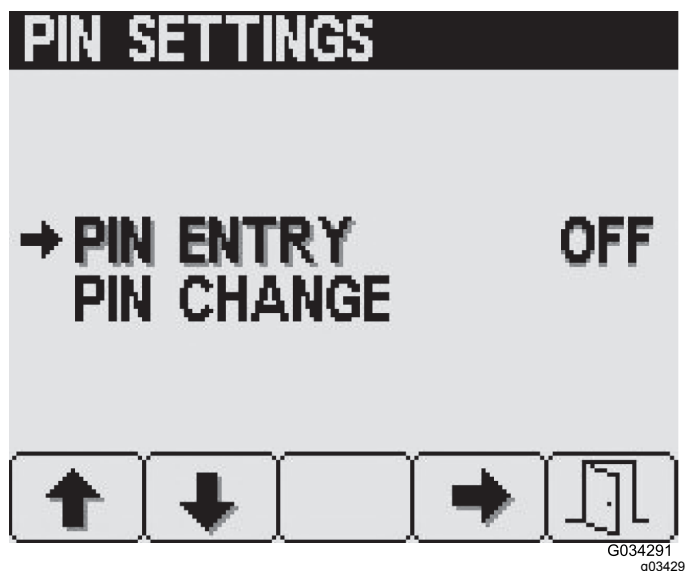 PIN SETTINGS
PIN ENTRY OFF
PIN CHANGE
G034291
g03429